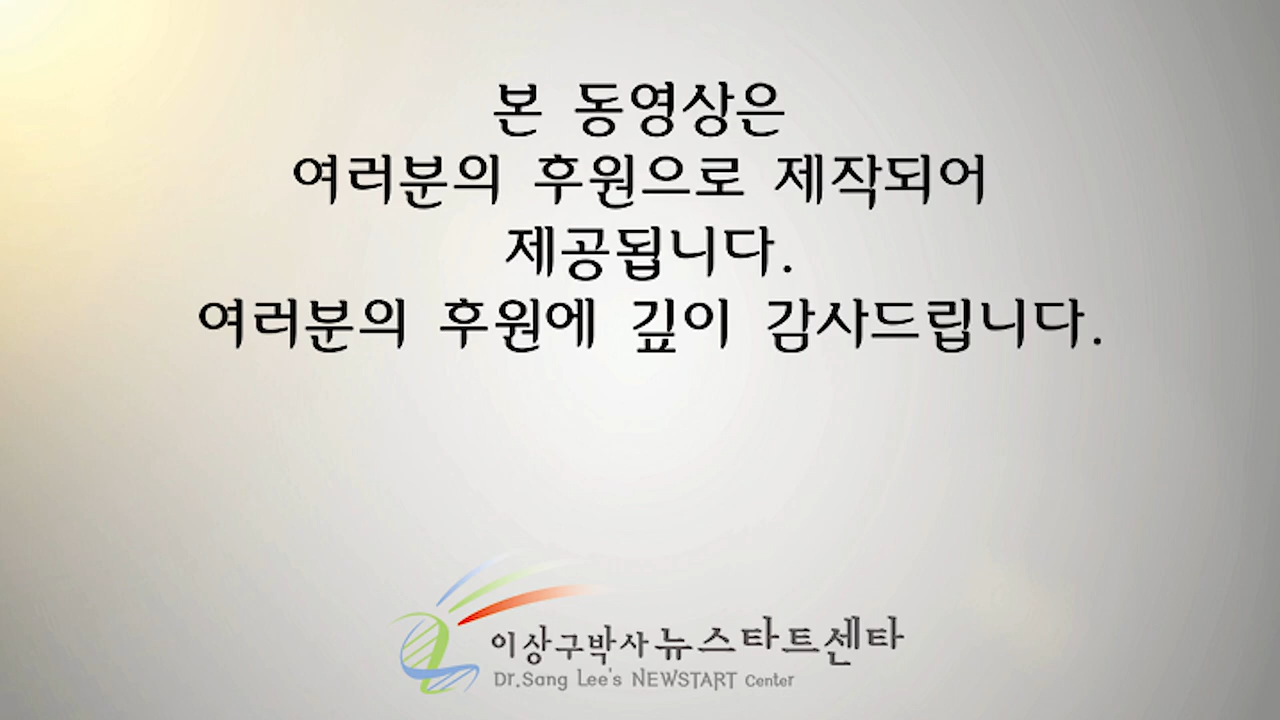 본 동영상은
여러분의 후원으로 제작되어
제공됩니다.
여러분의 후원에 깊이 감사드립니다.
이상구박사 뉴스타트센타
Dr.Sang Lee's NEWSTART Center